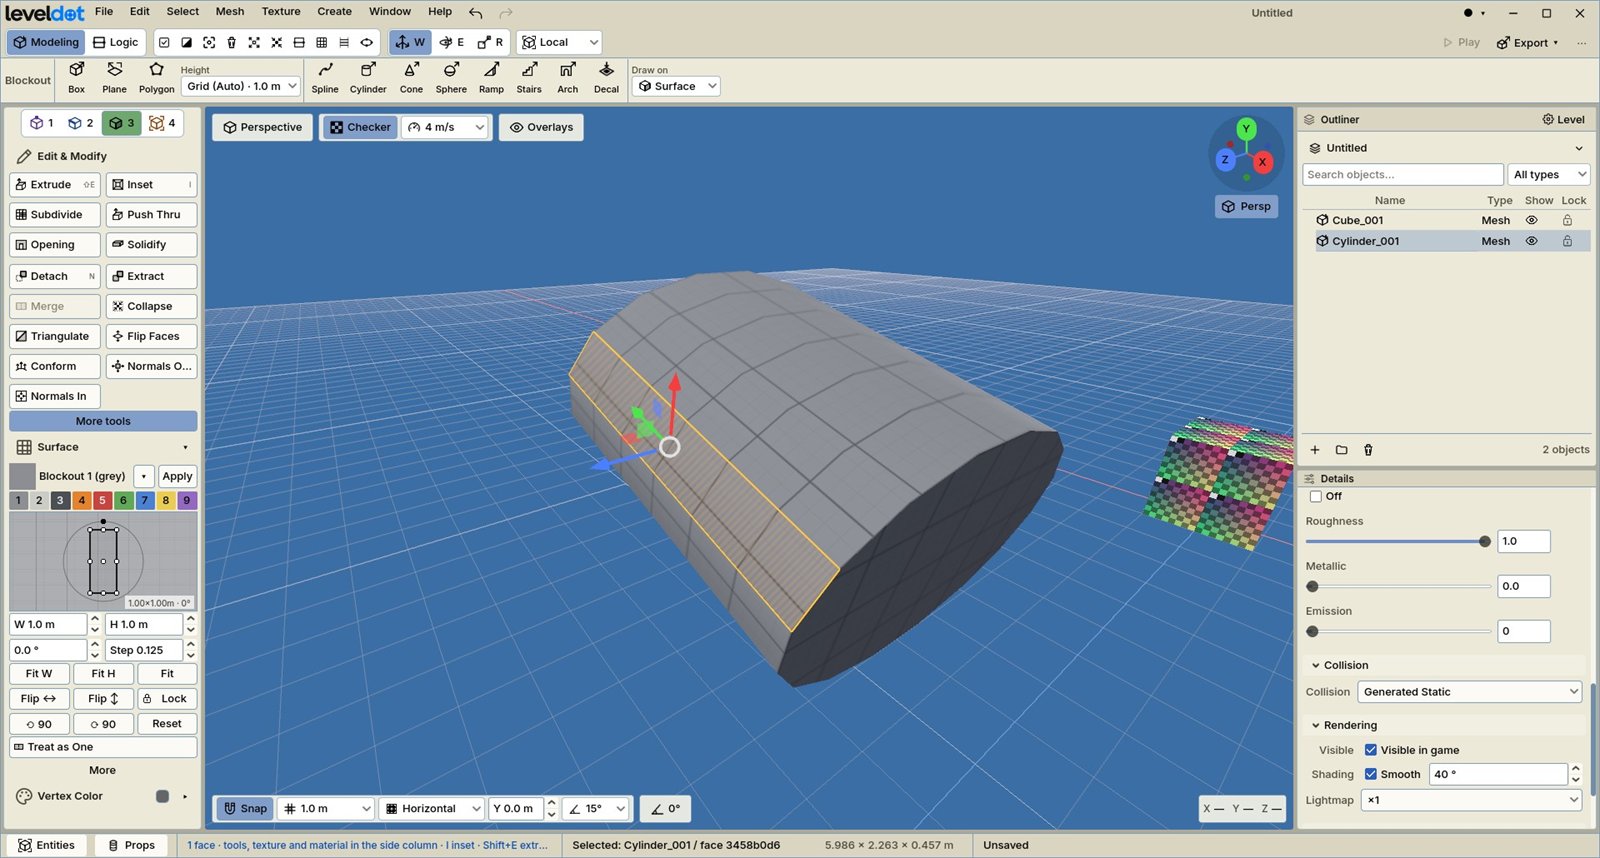 leveldot File Edit Select Mesh Texture Create Window Help Untitled
Modeling Logic W E R Local Play Export
Blockout Box Plane Polygon Height Grid (Auto) · 1.0 m Spline Cylinder Cone Sphere Ramp Stairs Arch Decal Draw on Surface
1 2 3 4
Edit & Modify
Extrude ⇧E Inset I
Subdivide Push Thru
Opening Solidify
Detach N Extract
Merge Collapse
Triangulate Flip Faces
Conform Normals O...
Normals In
More tools
Surface
Blockout 1 (grey) Apply
1 2 3 4 5 6 7 8 9
1.00×1.00m · 0°
W 1.0 m H 1.0 m
0.0 ° Step 0.125
Fit W Fit H Fit
Flip ↔ Flip ↕ Lock
⟲ 90 ⟳ 90 Reset
Treat as One
More
Vertex Color
Perspective Checker 4 m/s Overlays
Y
Z X
Persp
Snap 1.0 m Horizontal Y 0.0 m 15° 0°
X — Y — Z —
Outliner Level
Untitled
Search objects... All types
Name Type Show Lock
Cube_001 Mesh
Cylinder_001 Mesh
2 objects
Details
Off
Roughness
1.0
Metallic
0.0
Emission
0
Collision
Collision Generated Static
Rendering
Visible Visible in game
Shading Smooth 40 °
Lightmap ×1
Entities Props 1 face · tools, texture and material in the side column · I inset · Shift+E extr... Selected: Cylinder_001 / face 3458b0d6 5.986 × 2.263 × 0.457 m Unsaved